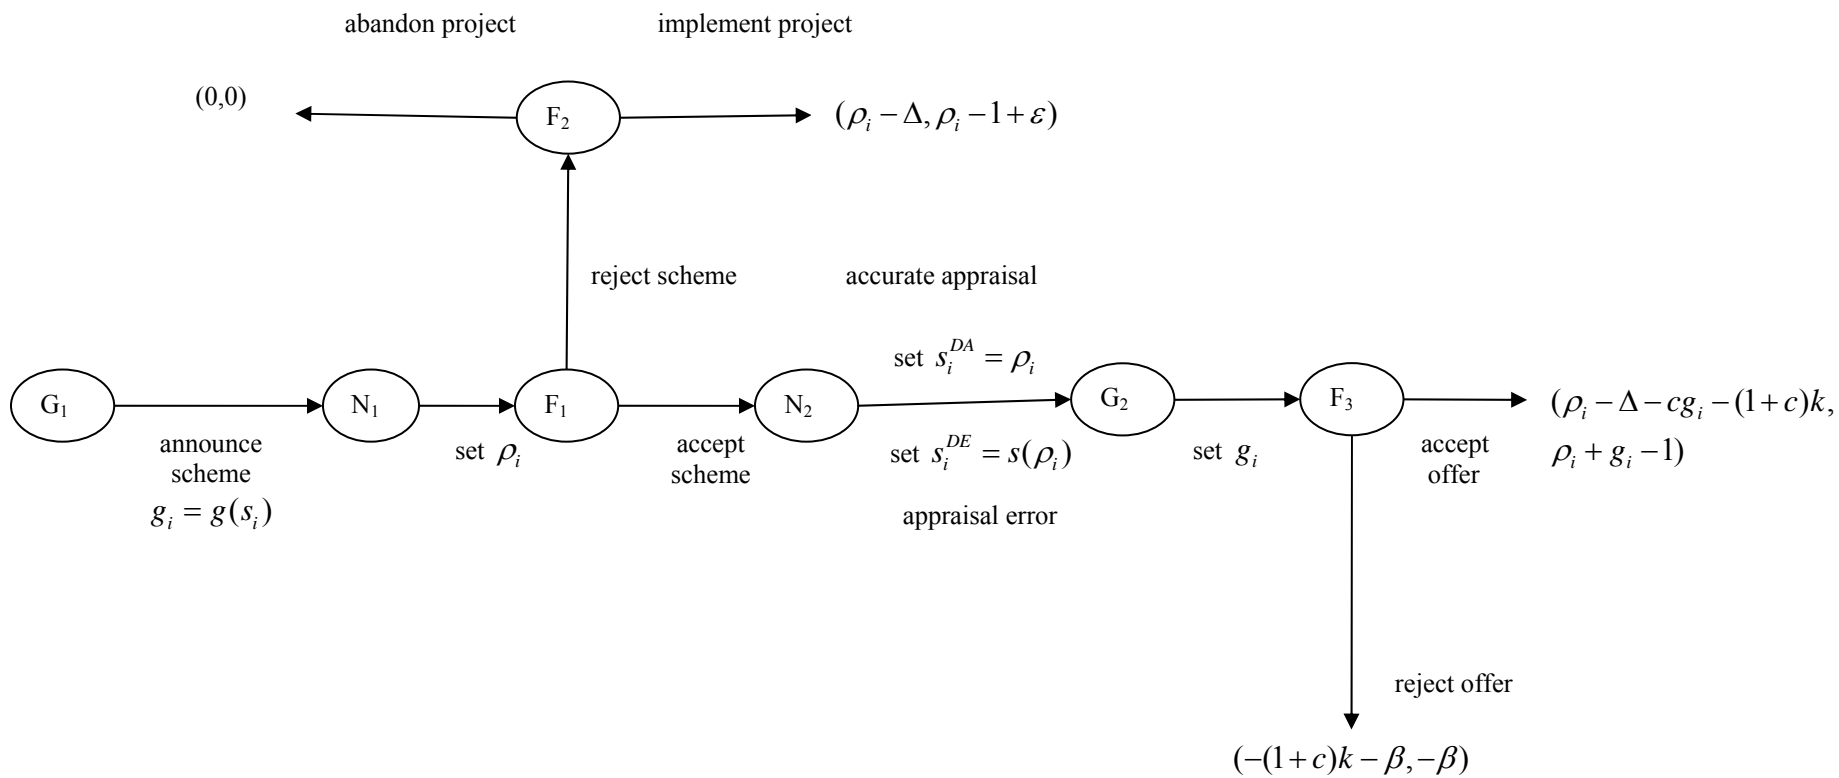 abandon project implement project
(0,0)
F₂
(ρᵢ − Δ, ρᵢ − 1 + ε)
reject scheme accurate appraisal
set sᵢᴰᴬ = ρᵢ
G₁
N₁
F₁
N₂
G₂
F₃
(ρᵢ − Δ − cgᵢ − (1 + c)k,
ρᵢ + gᵢ − 1)
announce
scheme
gᵢ = g(sᵢ)
set ρᵢ
accept
scheme
set sᵢᴰᴱ = s(ρᵢ)
appraisal error
set gᵢ
accept
offer
reject offer
(-(1 + c)k − β, −β)